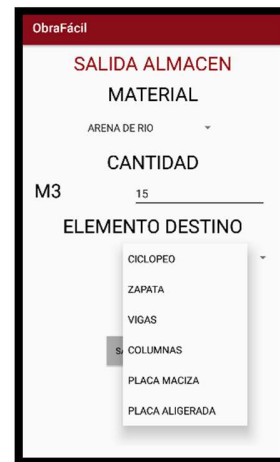 ObraFácil
SALIDA ALMACEN
MATERIAL
ARENA DE RIO
CANTIDAD
M3 15
ELEMENTO DESTINO
CICLOPEO
ZAPATA
VIGAS
COLUMNAS
PLACA MACIZA
PLACA ALIGERADA